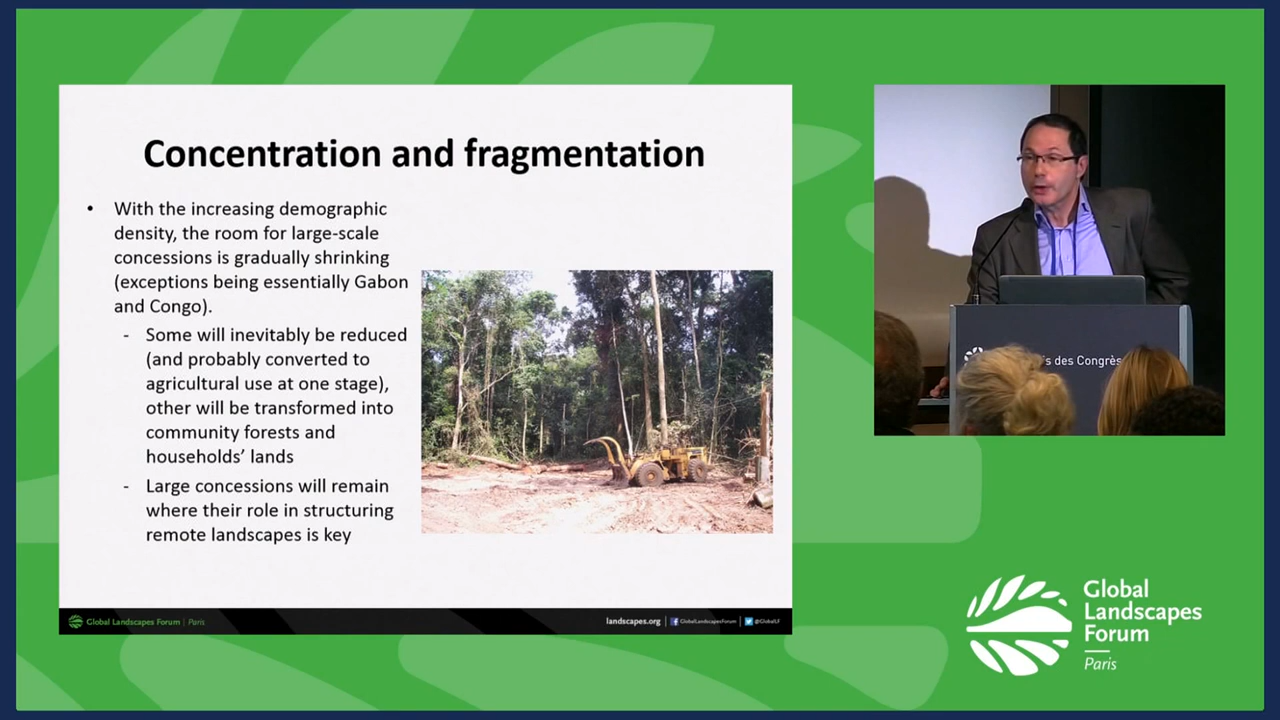 Concentration and fragmentation
• With the increasing demographic
density, the room for large-scale
concessions is gradually shrinking
(exceptions being essentially Gabon
and Congo).
- Some will inevitably be reduced
(and probably converted to
agricultural use at one stage),
other will be transformed into
community forests and
households’ lands
- Large concessions will remain
where their role in structuring
remote landscapes is key
Global Landscapes Forum | Paris
landscapes.org | GlobalLandscapesForum | @GlobalLF
des Congrès
Global
Landscapes
Forum
Paris